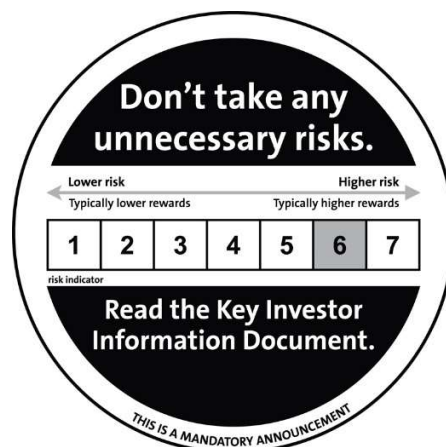 Don't take any
unnecessary risks.
Lower risk Higher risk
Typically lower rewards Typically higher rewards
1 2 3 4 5 6 7
risk indicator
Read the Key Investor
Information Document.
THIS IS A MANDATORY ANNOUNCEMENT